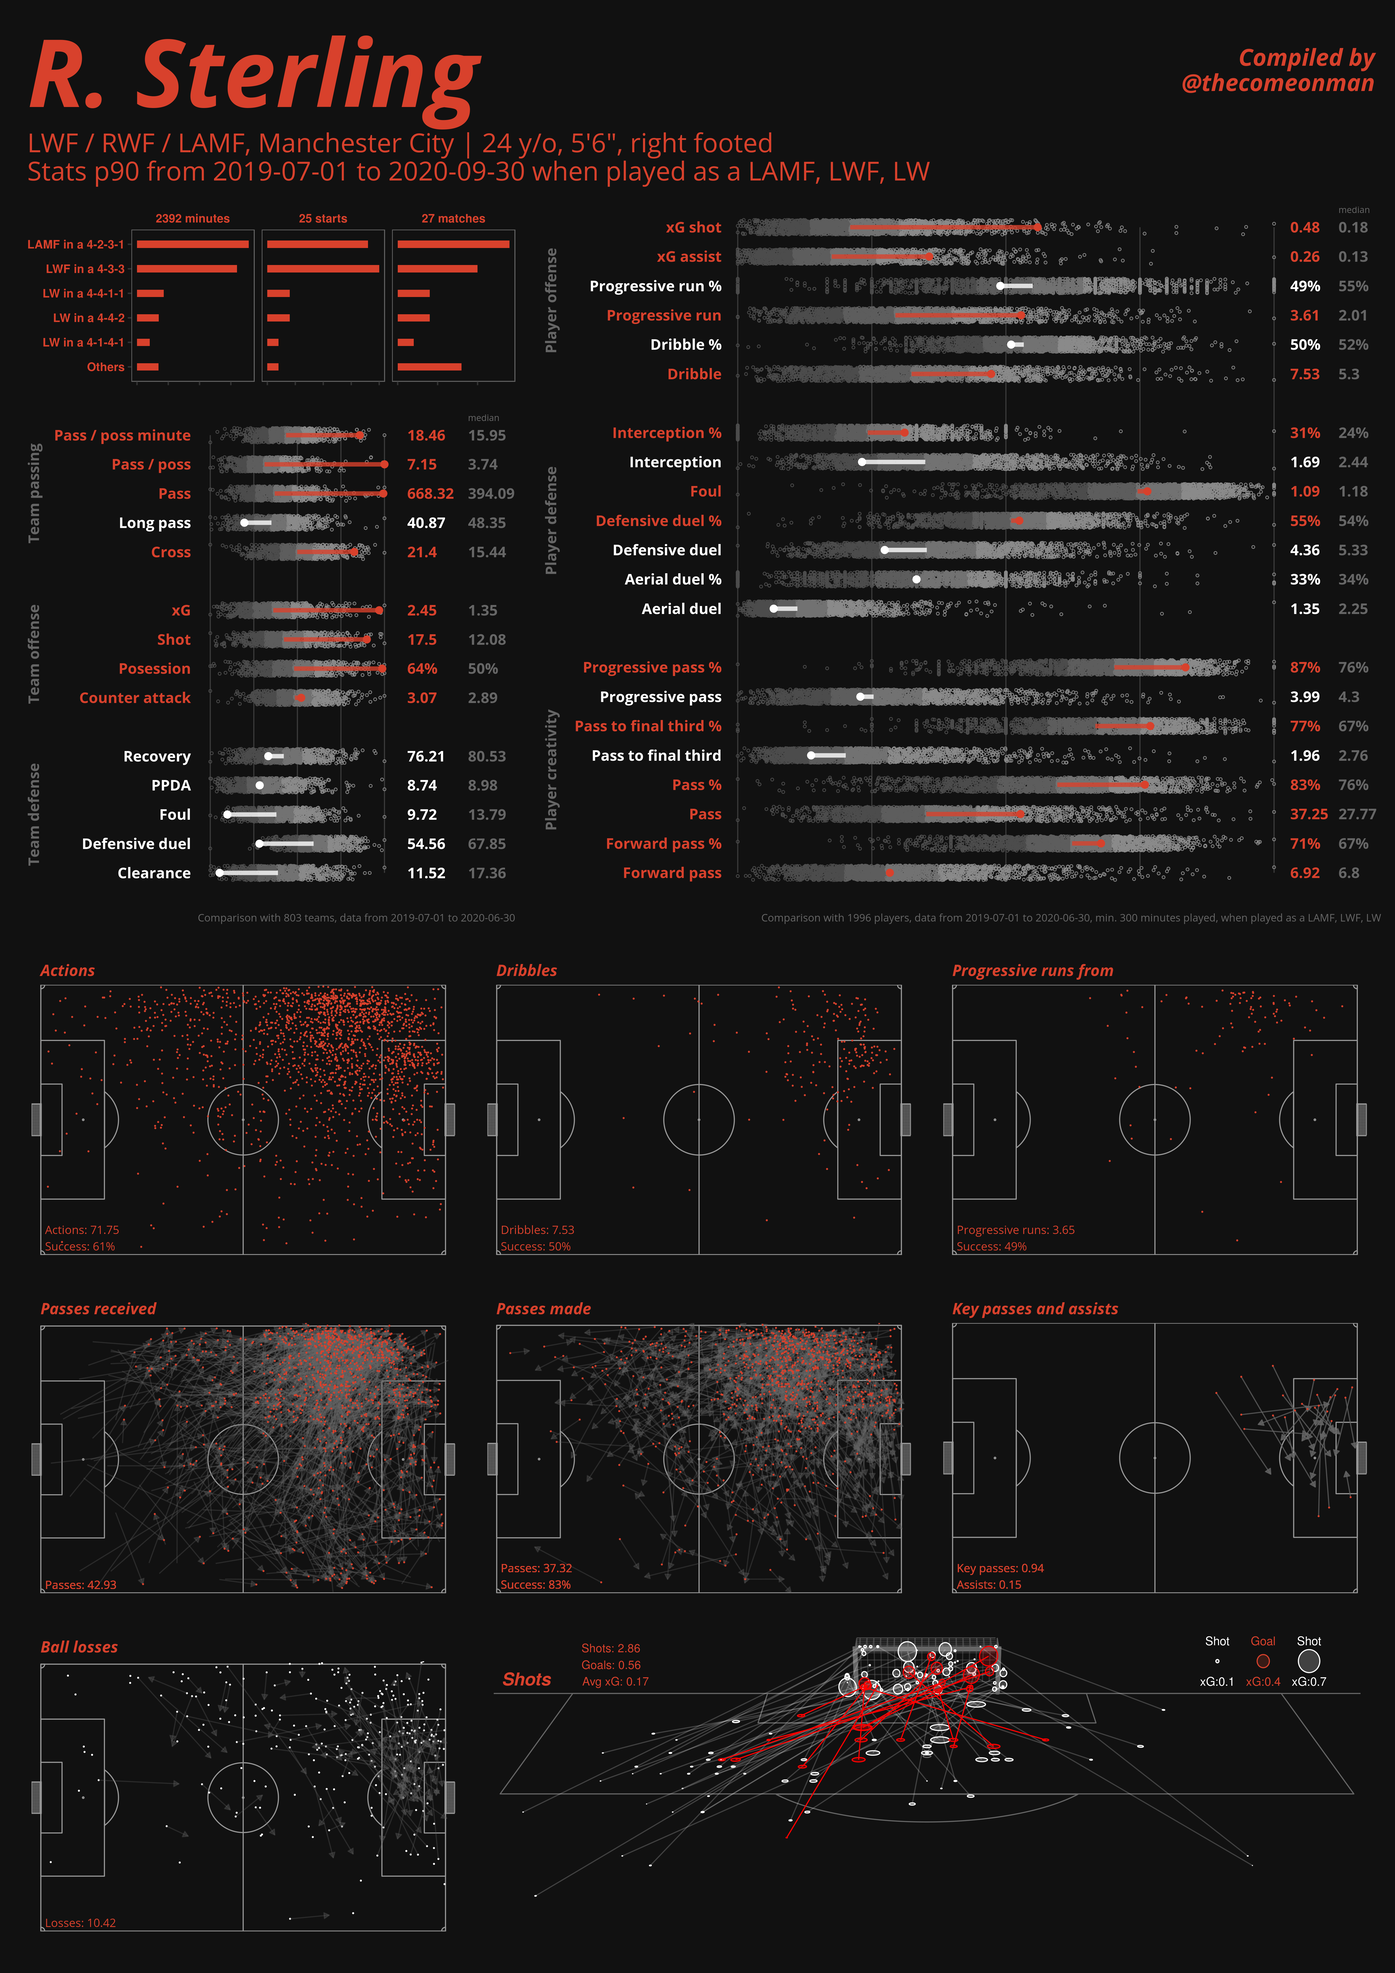 R. Sterling
Compiled by
@thecomeonman
LWF / RWF / LAMF, Manchester City | 24 y/o, 5'6", right footed
Stats p90 from 2019-07-01 to 2020-09-30 when played as a LAMF, LWF, LW
2392 minutes 25 starts 27 matches
LAMF in a 4-2-3-1
LWF in a 4-3-3
LW in a 4-4-1-1
LW in a 4-4-2
LW in a 4-1-4-1
Others
median
Team passing
Pass / poss minute 18.46 15.95
Pass / poss 7.15 3.74
Pass 668.32 394.09
Long pass 40.87 48.35
Cross 21.4 15.44
Team offense
xG 2.45 1.35
Shot 17.5 12.08
Posession 64% 50%
Counter attack 3.07 2.89
Team defense
Recovery 76.21 80.53
PPDA 8.74 8.98
Foul 9.72 13.79
Defensive duel 54.56 67.85
Clearance 11.52 17.36
Comparison with 803 teams, data from 2019-07-01 to 2020-06-30
median
Player offense
xG shot 0.48 0.18
xG assist 0.26 0.13
Progressive run % 49% 55%
Progressive run 3.61 2.01
Dribble % 50% 52%
Dribble 7.53 5.3
Player defense
Interception % 31% 24%
Interception 1.69 2.44
Foul 1.09 1.18
Defensive duel % 55% 54%
Defensive duel 4.36 5.33
Aerial duel % 33% 34%
Aerial duel 1.35 2.25
Player creativity
Progressive pass % 87% 76%
Progressive pass 3.99 4.3
Pass to final third % 77% 67%
Pass to final third 1.96 2.76
Pass % 83% 76%
Pass 37.25 27.77
Forward pass % 71% 67%
Forward pass 6.92 6.8
Comparison with 1996 players, data from 2019-07-01 to 2020-06-30, min. 300 minutes played, when played as a LAMF, LWF, LW
Actions
Actions: 71.75
Success: 61%
Dribbles
Dribbles: 7.53
Success: 50%
Progressive runs from
Progressive runs: 3.65
Success: 49%
Passes received
Passes: 42.93
Passes made
Passes: 37.32
Success: 83%
Key passes and assists
Key passes: 0.94
Assists: 0.15
Ball losses
Losses: 10.42
Shots
Shots: 2.86
Goals: 0.56
Avg xG: 0.17
Shot Goal Shot
xG:0.1 xG:0.4 xG:0.7